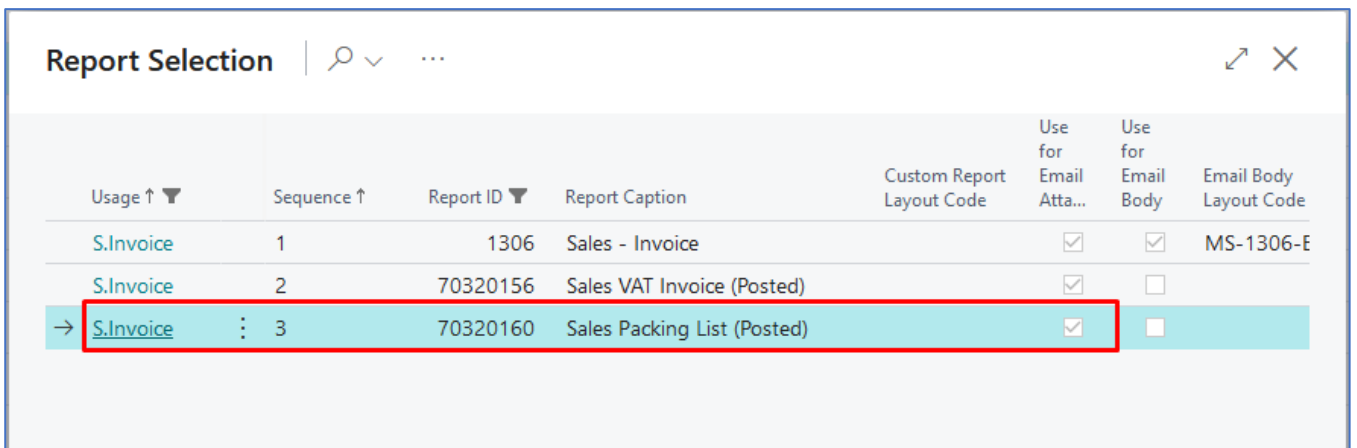 Report Selection
Use for Email Atta...
Use for Email Body
Usage ↑ Sequence ↑ Report ID Report Caption Custom Report Layout Code Email Body Layout Code
S.Invoice 1 1306 Sales - Invoice MS-1306-E
S.Invoice 2 70320156 Sales VAT Invoice (Posted)
S.Invoice 3 70320160 Sales Packing List (Posted)